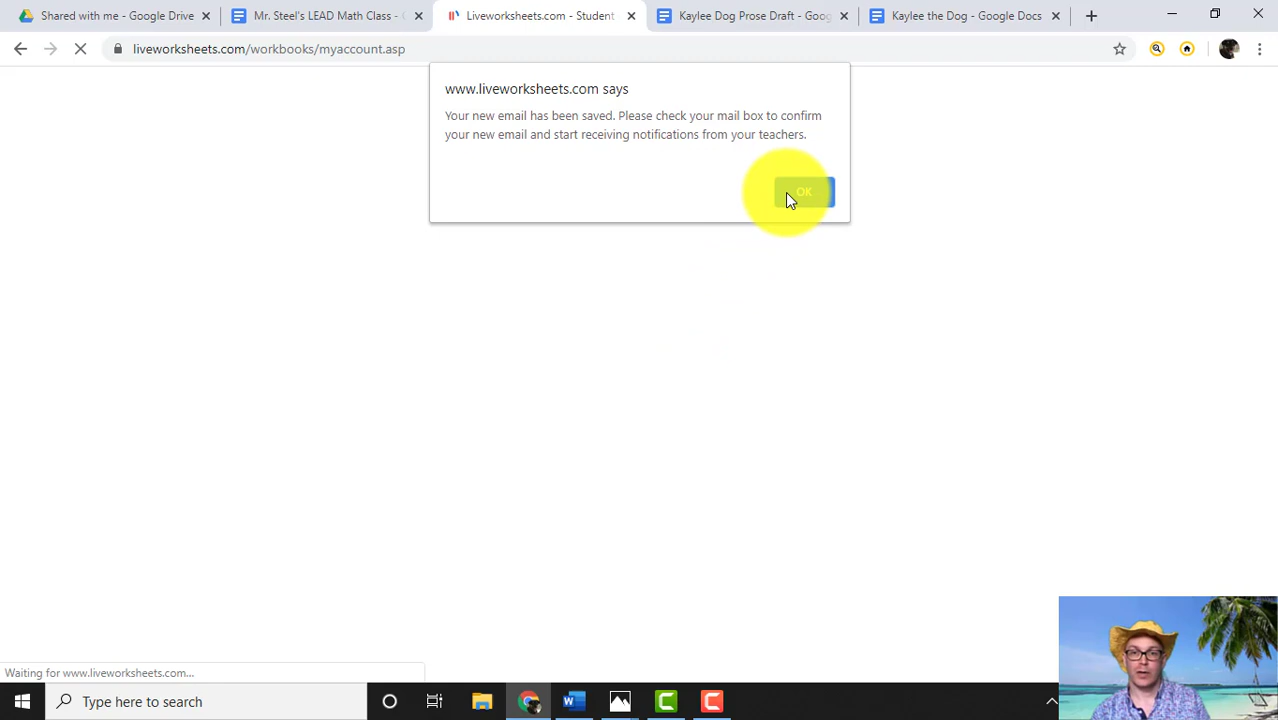 Shared with me - Google Drive
Mr. Steel's LEAD Math Class
Liveworksheets.com - Student
Kaylee Dog Prose Draft - Goog
Kaylee the Dog - Google Docs
liveworksheets.com/workbooks/myaccount.asp
www.liveworksheets.com says
Your new email has been saved. Please check your mail box to confirm
your new email and start receiving notifications from your teachers.
OK
Waiting for www.liveworksheets.com...
Type here to search